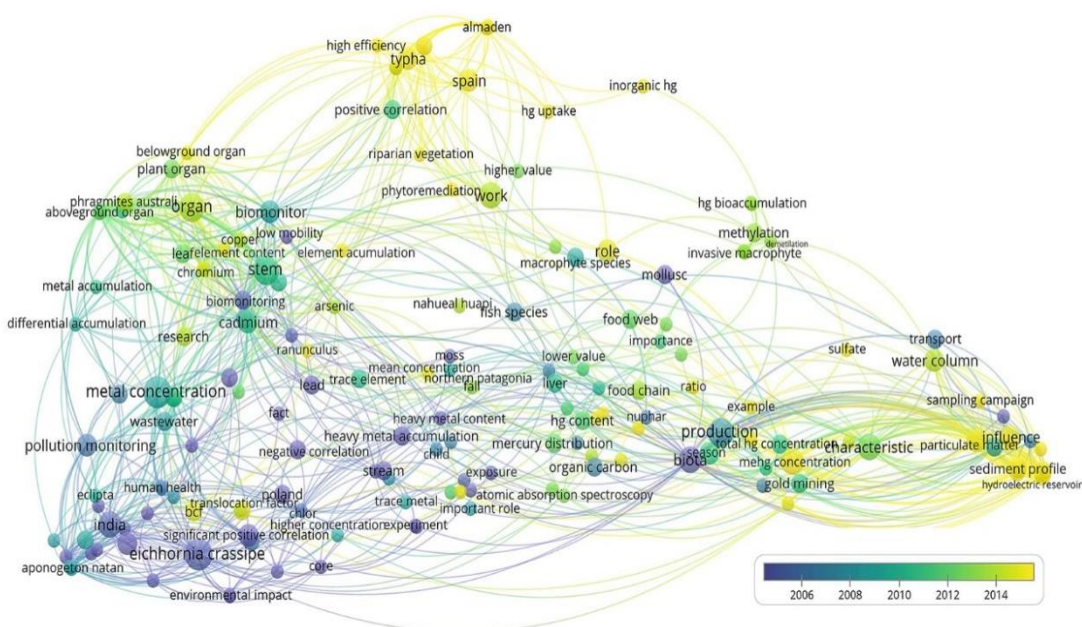 almaden
high efficiency
typha
spain
inorganic hg
positive correlation
hg uptake
belowground organ
riparian vegetation
plant organ
higher value
phytoremediation
work
phragmites australi
organ
hg bioaccumulation
aboveground organ
biomonitor
copper
low mobility
methylation
demetilation
leaf
element content
element acumulation
role
invasive macrophyte
chromium
stem
macrophyte species
mollusc
metal accumulation
biomonitoring
arsenic
nahueal huapi
fish species
differential accumulation
cadmium
food web
research
importance
transport
ranunculus
sulfate
moss
lower value
water column
mean concentration
lead
trace element
northern patagonia
liver
fall
food chain
ratio
metal concentration
sampling campaign
fact
example
wastewater
heavy metal content
hg content
nuphar
pollution monitoring
heavy metal accumulation
production
influence
negative correlation
child
mercury distribution
total hg concentration
characteristic
particulate matter
season
biota
mehg concentration
stream
exposure
organic carbon
sediment profile
gold mining
hydroelectric reservoir
eclipta
human health
poland
translocation factor
trace metal
atomic absorption spectroscopy
bcf
chlor
important role
india
higher concentration
experiment
significant positive correlation
eichhornia crassipe
aponogeton natan
core
environmental impact
2006 2008 2010 2012 2014